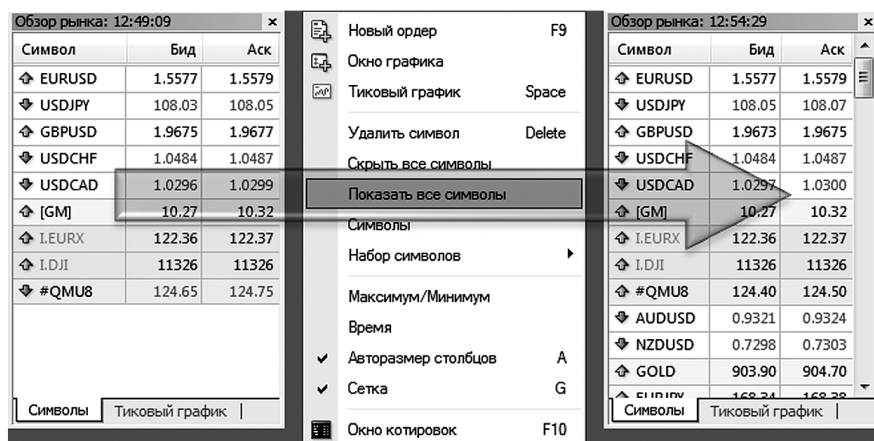 Обзор рынка: 12:49:09
Символ Бид Аск
EURUSD 1.5577 1.5579
USDJPY 108.03 108.05
GBPUSD 1.9675 1.9677
USDCHF 1.0484 1.0487
USDCAD 1.0296 1.0299
[GM] 10.27 10.32
I.EURX 122.36 122.37
I.DJI 11326 11326
#QMU8 124.65 124.75
Символы Тиковый график
Новый ордер F9
Окно графика
Тиковый график Space
Удалить символ Delete
Скрыть все символы
Показать все символы
Символы
Набор символов
Максимум/Минимум
Время
Авторазмер столбцов A
Сетка G
Окно котировок F10
Обзор рынка: 12:54:29
Символ Бид Аск
EURUSD 1.5577 1.5579
USDJPY 108.05 108.07
GBPUSD 1.9673 1.9675
USDCHF 1.0484 1.0487
USDCAD 1.0297 1.0300
[GM] 10.27 10.32
I.EURX 122.36 122.37
I.DJI 11326 11326
#QMU8 124.40 124.50
AUDUSD 0.9321 0.9324
NZDUSD 0.7298 0.7303
GOLD 903.90 904.70
EURJPY 168.34 168.38
Символы Тиковый график